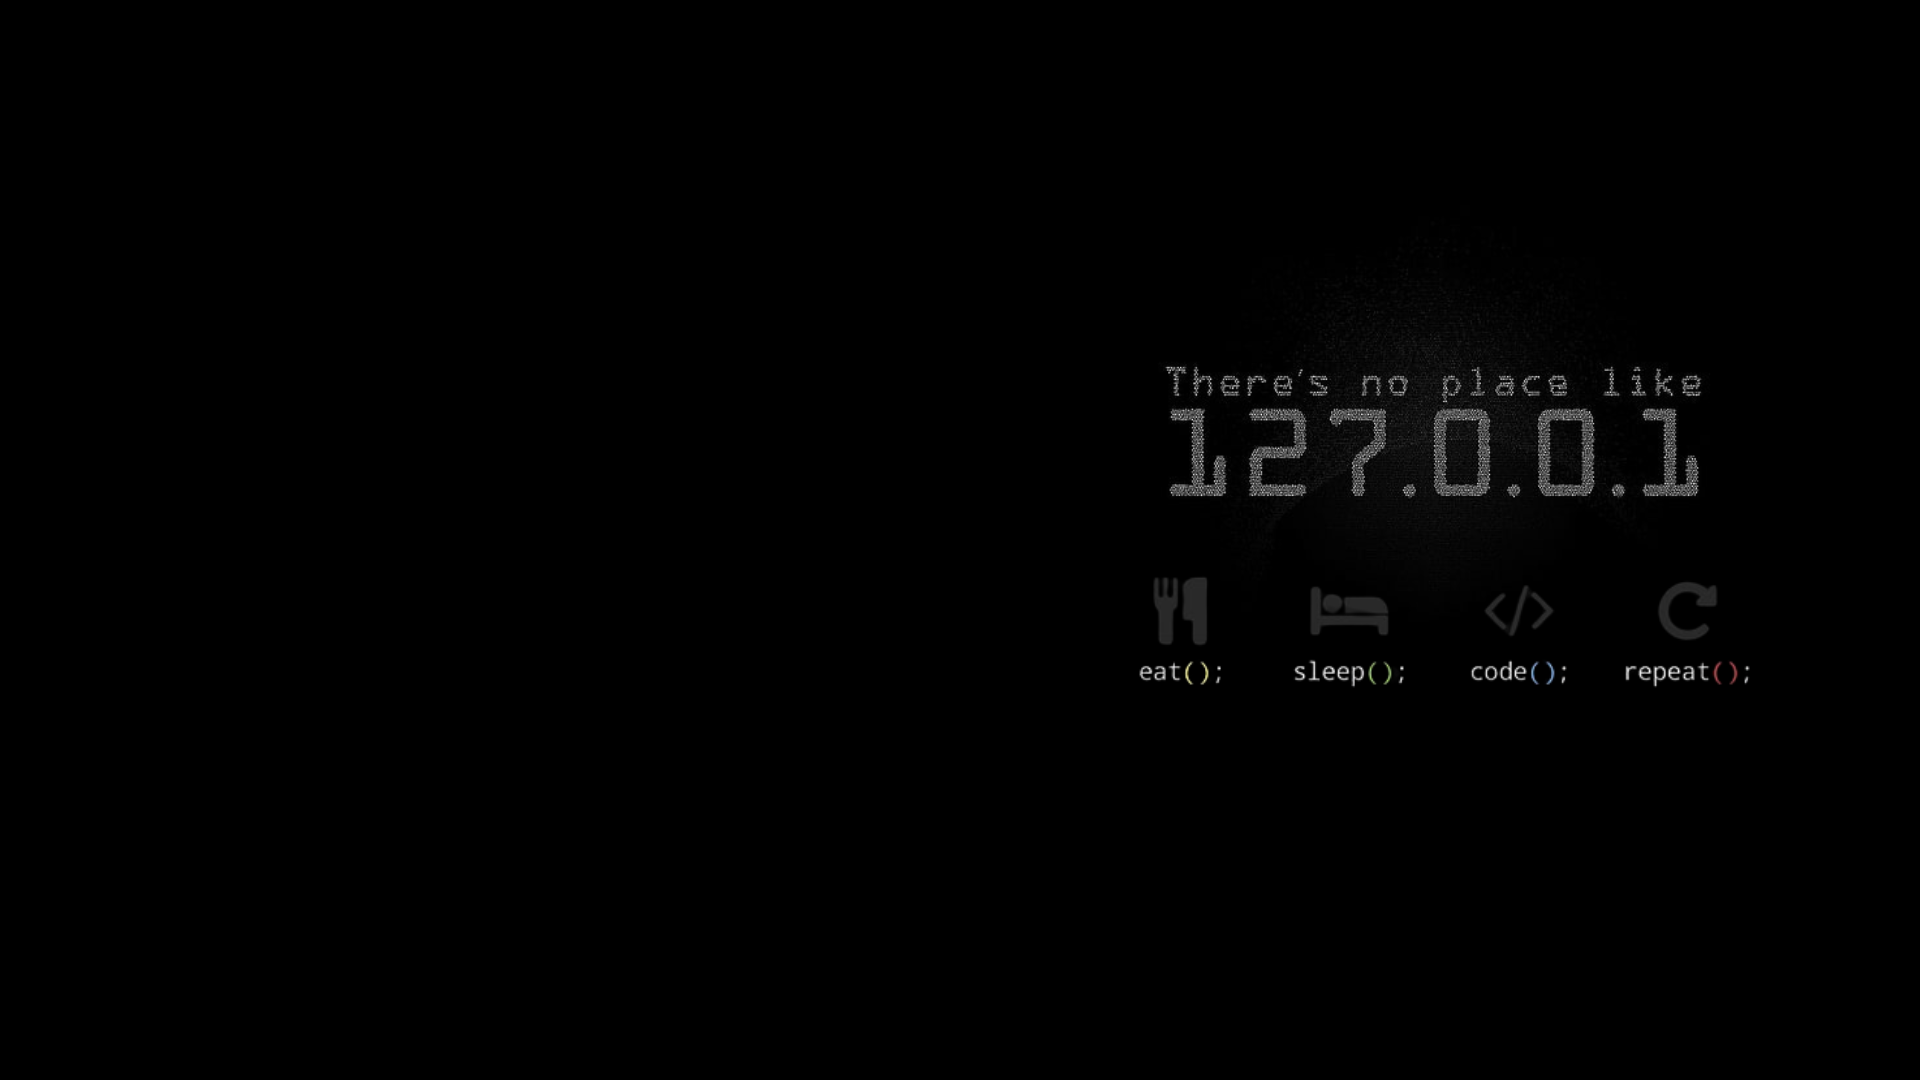 There's no place like
127.0.0.1
eat(); sleep(); code(); repeat();